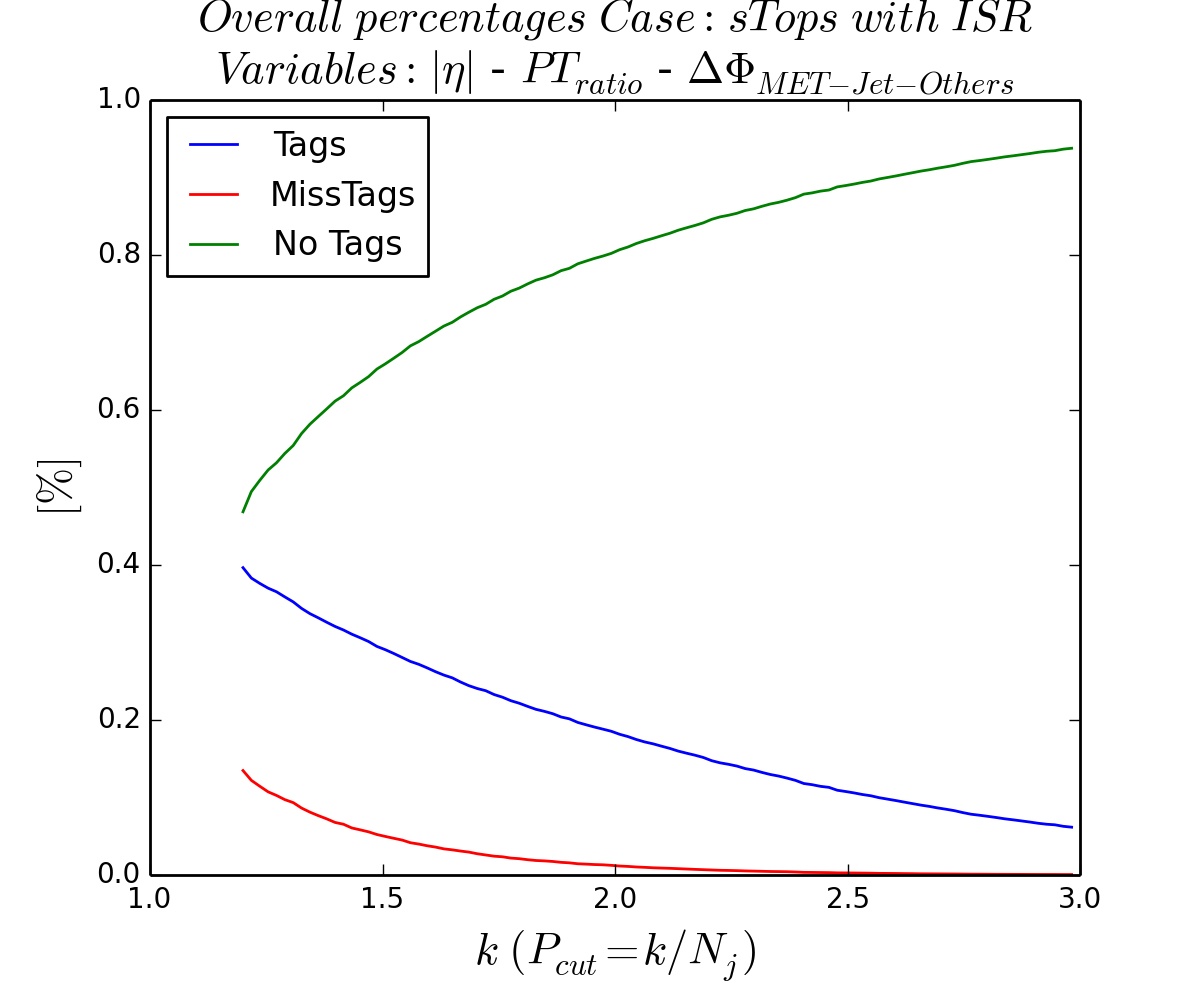 Overall percentages Case: sTops with ISR
Variables: |η| - PT_ratio - ΔΦ_MET−Jet−Others
1.0
Tags
MissTags
No Tags
0.8
0.6
[%]
0.4
0.2
0.0
1.0 1.5 2.0 2.5 3.0
k (P_cut=k/N_j)